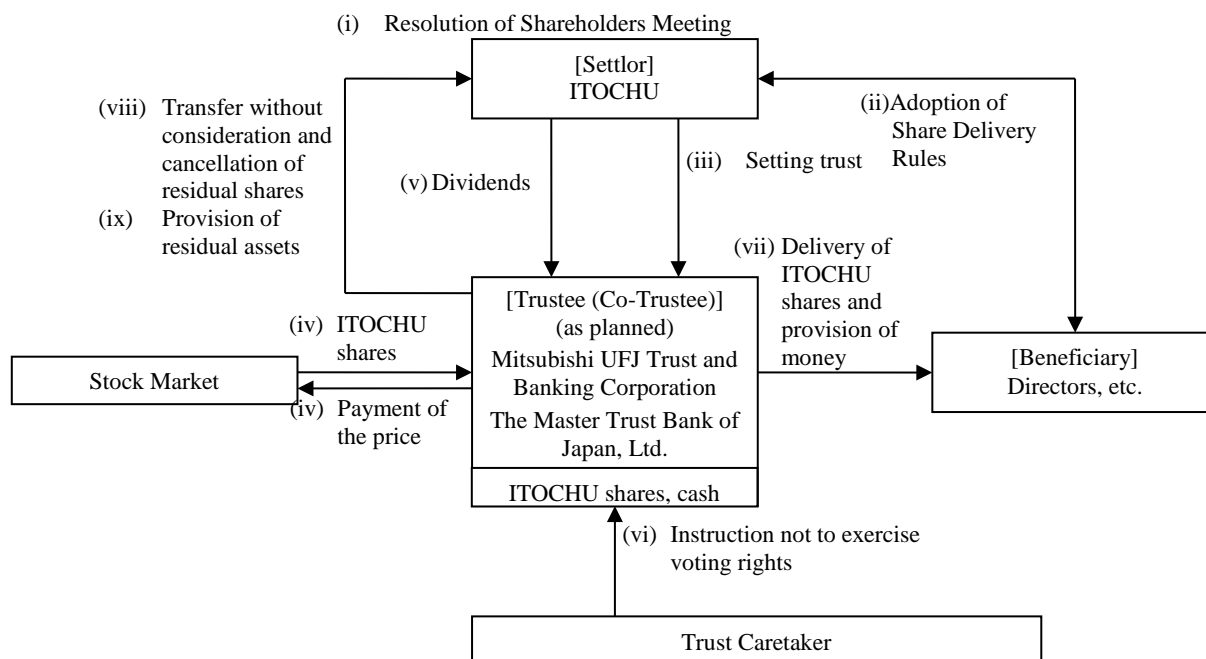 (i) Resolution of Shareholders Meeting
[Settlor]
ITOCHU
(viii) Transfer without
consideration and
cancellation of
residual shares
(ix) Provision of
residual assets
(v) Dividends
(iii) Setting trust
(ii)Adoption of
Share Delivery
Rules
(vii) Delivery of
ITOCHU
shares and
provision of
money
[Trustee (Co-Trustee)]
(as planned)
Mitsubishi UFJ Trust and
Banking Corporation
The Master Trust Bank of
Japan, Ltd.
ITOCHU shares, cash
(iv) ITOCHU
shares
Stock Market
(iv) Payment of
the price
[Beneficiary]
Directors, etc.
(vi) Instruction not to exercise
voting rights
Trust Caretaker